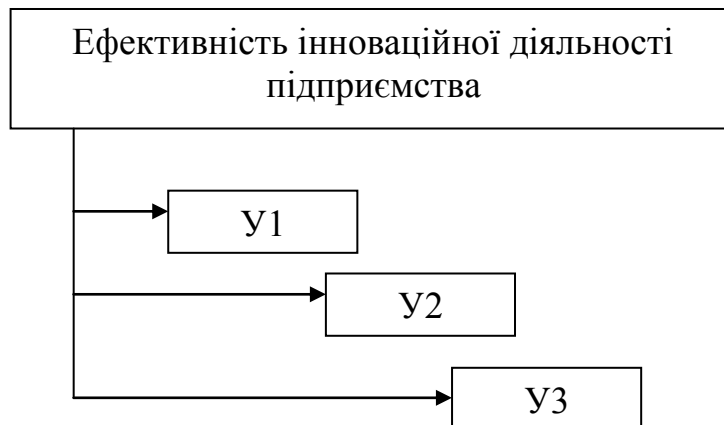 Ефективність інноваційної діяльності
підприємства
У1
У2
У3